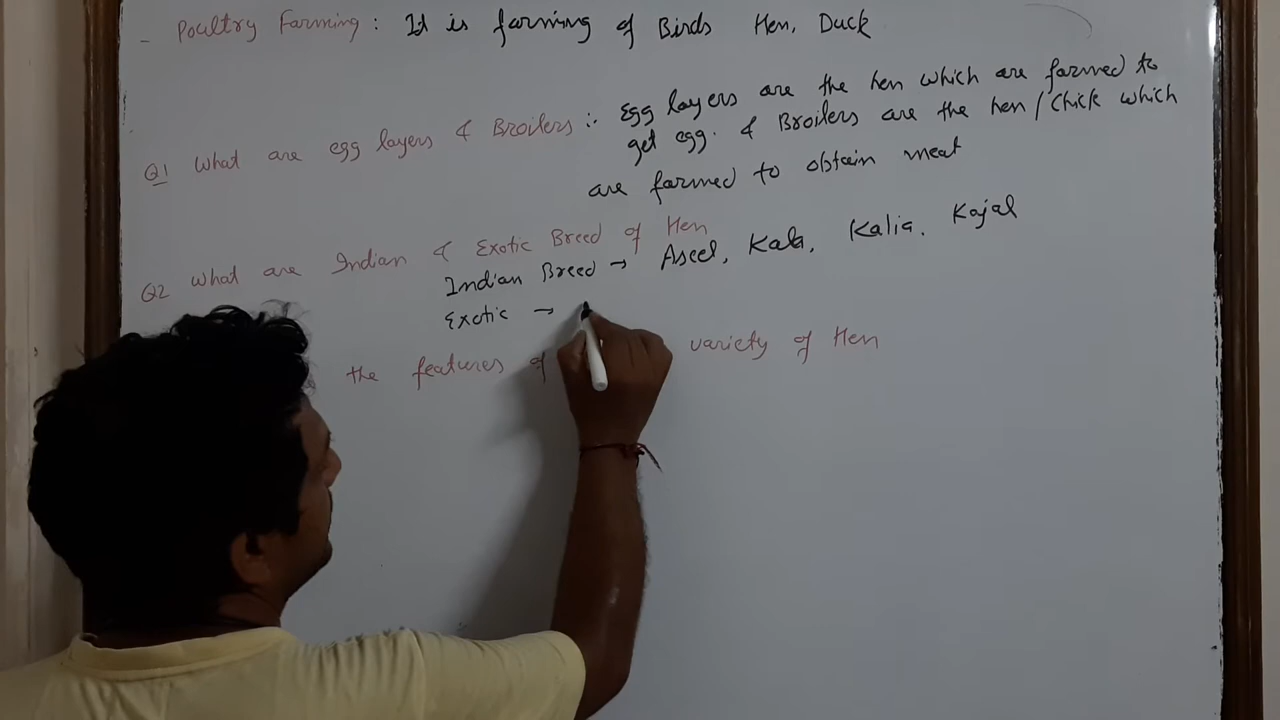 - Poultry Farming : It is farming of Birds Hen, Duck
Q1 What are egg layers & Broilers :- Egg layers are the hen which are farmed to
get egg. & Broilers are the hen / Chick which
are farmed to obtain meat
Q2 What are Indian & Exotic Breed of Hen
Indian Breed → Aseel, Kala, Kalia, Kajal
Exotic →
the features of variety of Hen